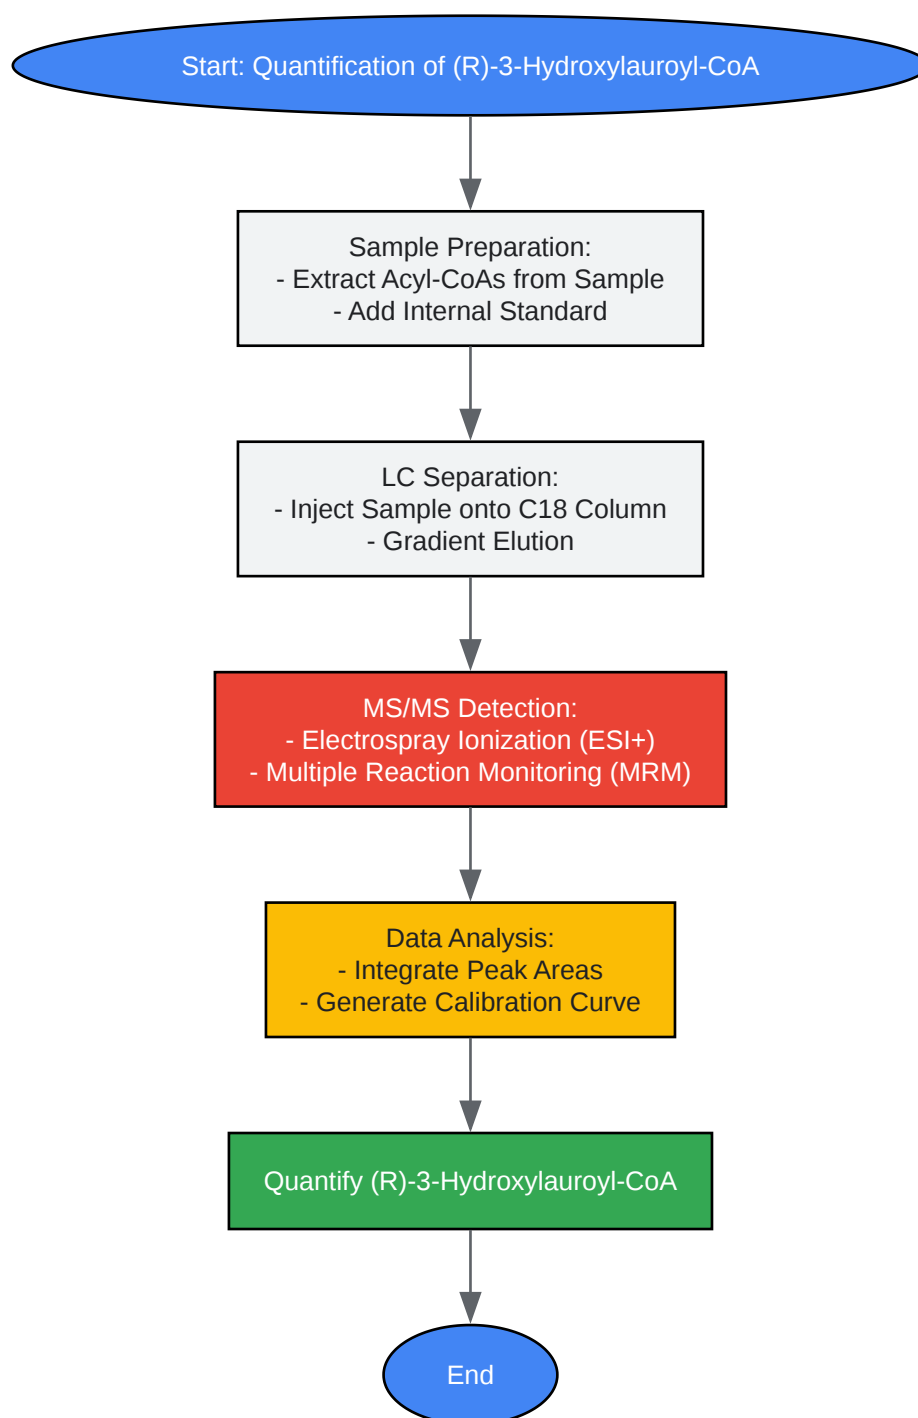 Start: Quantification of (R)-3-Hydroxylauroyl-CoA
Sample Preparation:
- Extract Acyl-CoAs from Sample
- Add Internal Standard
LC Separation:
- Inject Sample onto C18 Column
- Gradient Elution
MS/MS Detection:
- Electrospray Ionization (ESI+)
- Multiple Reaction Monitoring (MRM)
Data Analysis:
- Integrate Peak Areas
- Generate Calibration Curve
Quantify (R)-3-Hydroxylauroyl-CoA
End